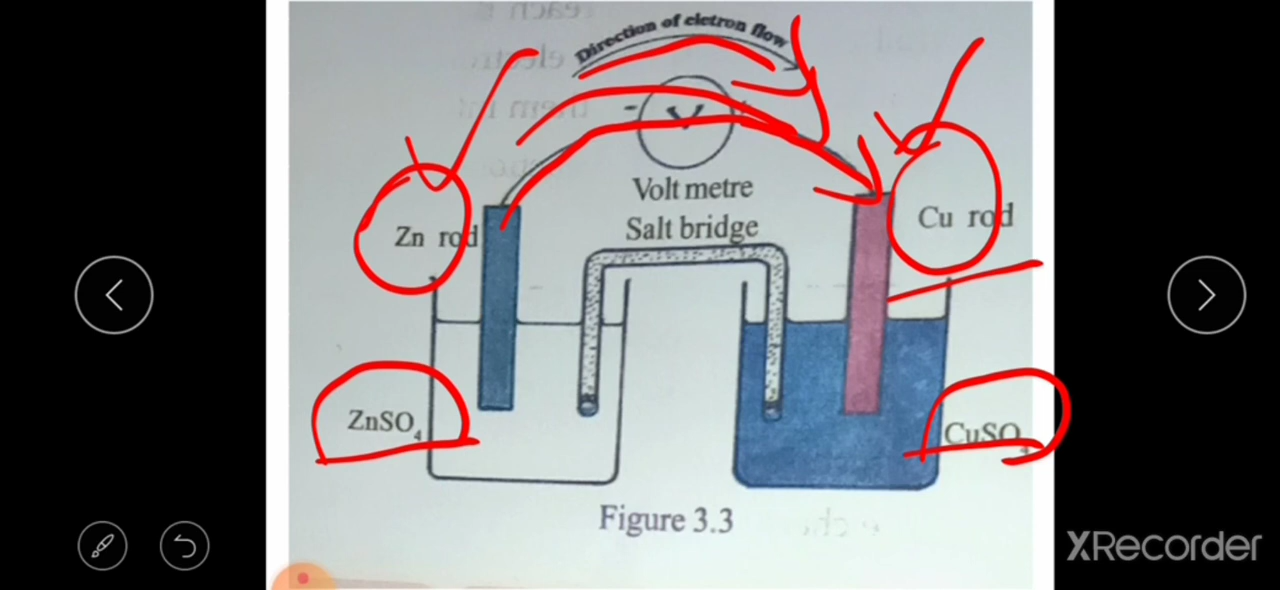 Direction of eletron flow
-
V
Volt metre
Zn rod
Salt bridge
Cu rod
ZnSO4
CuSO4
Figure 3.3
XRecorder